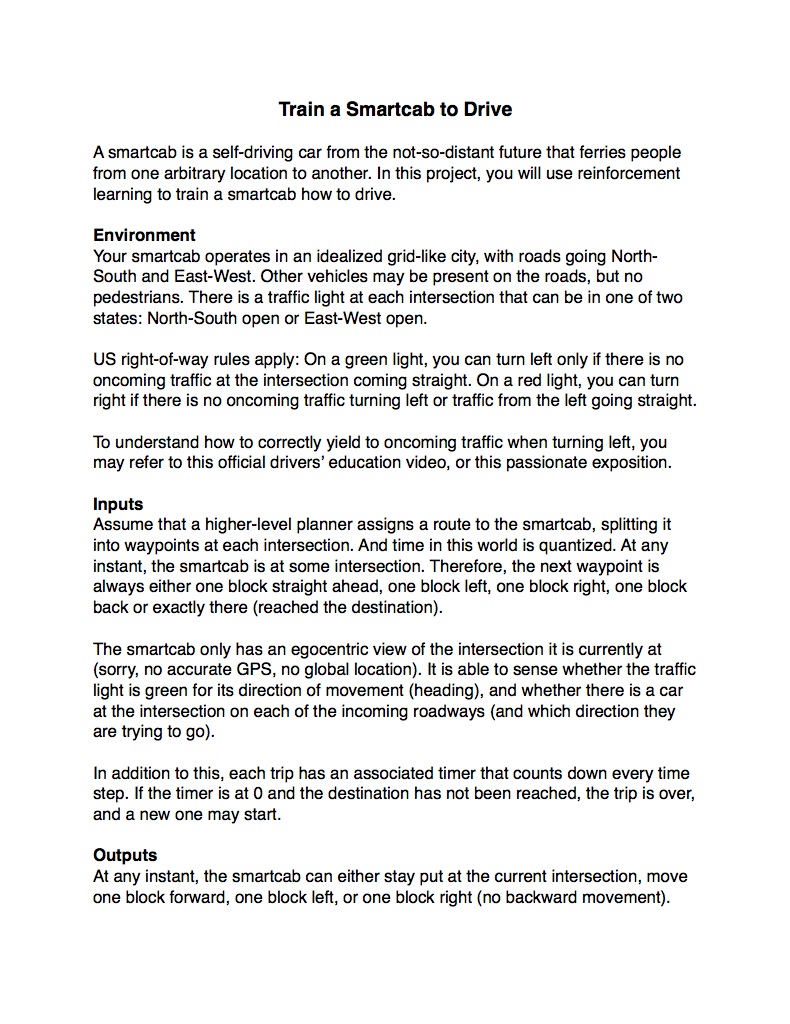 Train a Smartcab to Drive
A smartcab is a self-driving car from the not-so-distant future that ferries people
from one arbitrary location to another. In this project, you will use reinforcement
learning to train a smartcab how to drive.
Environment
Your smartcab operates in an idealized grid-like city, with roads going North-
South and East-West. Other vehicles may be present on the roads, but no
pedestrians. There is a traffic light at each intersection that can be in one of two
states: North-South open or East-West open.
US right-of-way rules apply: On a green light, you can turn left only if there is no
oncoming traffic at the intersection coming straight. On a red light, you can turn
right if there is no oncoming traffic turning left or traffic from the left going straight.
To understand how to correctly yield to oncoming traffic when turning left, you
may refer to this official drivers’ education video, or this passionate exposition.
Inputs
Assume that a higher-level planner assigns a route to the smartcab, splitting it
into waypoints at each intersection. And time in this world is quantized. At any
instant, the smartcab is at some intersection. Therefore, the next waypoint is
always either one block straight ahead, one block left, one block right, one block
back or exactly there (reached the destination).
The smartcab only has an egocentric view of the intersection it is currently at
(sorry, no accurate GPS, no global location). It is able to sense whether the traffic
light is green for its direction of movement (heading), and whether there is a car
at the intersection on each of the incoming roadways (and which direction they
are trying to go).
In addition to this, each trip has an associated timer that counts down every time
step. If the timer is at 0 and the destination has not been reached, the trip is over,
and a new one may start.
Outputs
At any instant, the smartcab can either stay put at the current intersection, move
one block forward, one block left, or one block right (no backward movement).